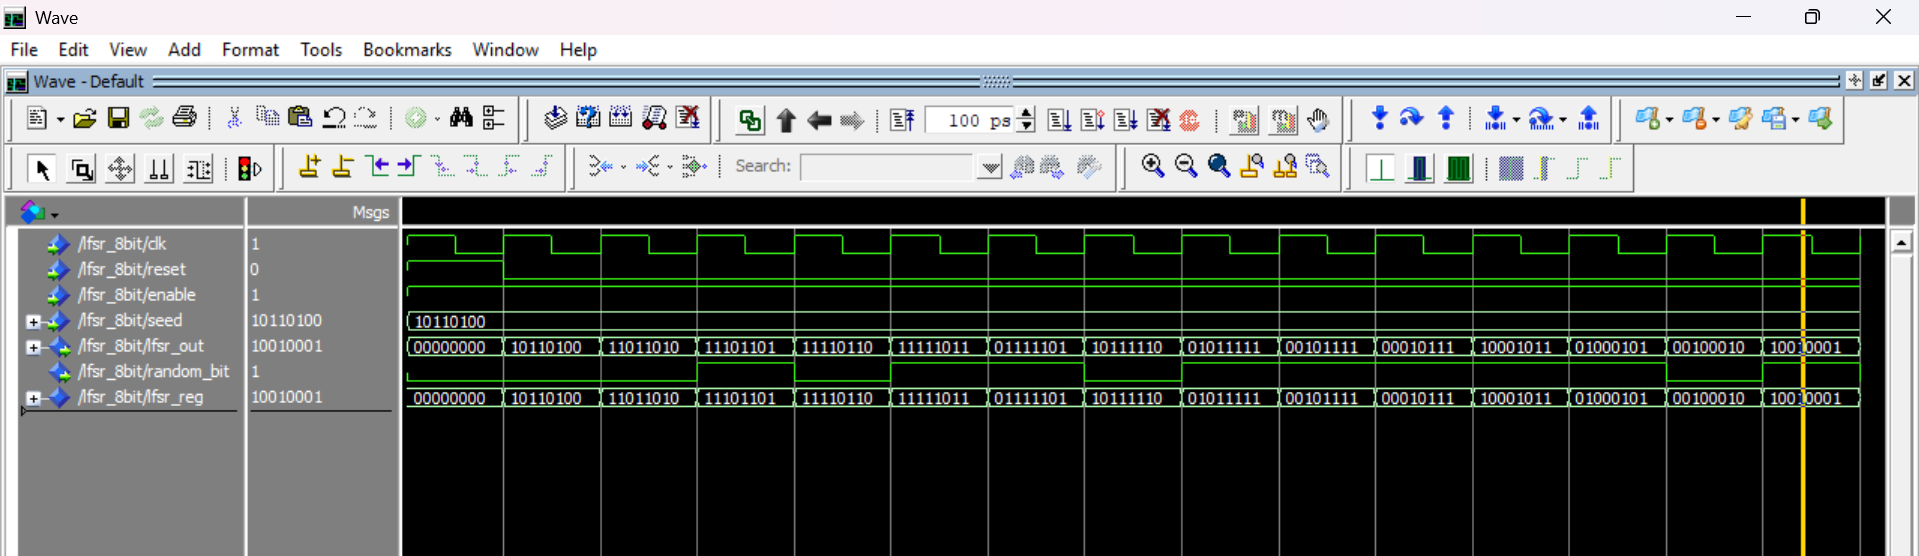 Wave
File Edit View Add Format Tools Bookmarks Window Help
Wave - Default
100 ps
Search:
Msgs
/lfsr_8bit/clk 1
/lfsr_8bit/reset 0
/lfsr_8bit/enable 1
/lfsr_8bit/seed 10110100 10110100
/lfsr_8bit/lfsr_out 10010001 00000000 10110100 11011010 11101101 11110110 11111011 01111101 10111110 01011111 00101111 00010111 10001011 01000101 00100010 10010001
/lfsr_8bit/random_bit 1
/lfsr_8bit/lfsr_reg 10010001 00000000 10110100 11011010 11101101 11110110 11111011 01111101 10111110 01011111 00101111 00010111 10001011 01000101 00100010 10010001